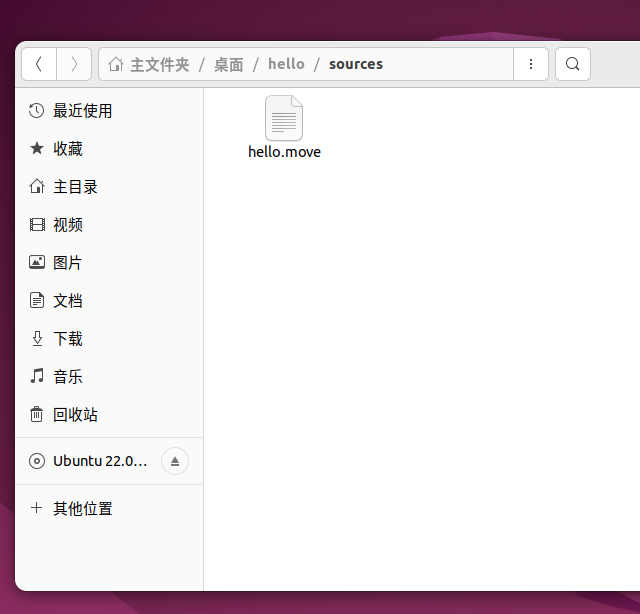 主文件夹 / 桌面 / hello / sources
最近使用
收藏
主目录
视频
图片
文档
下载
音乐
回收站
Ubuntu 22.0…
其他位置
hello.move